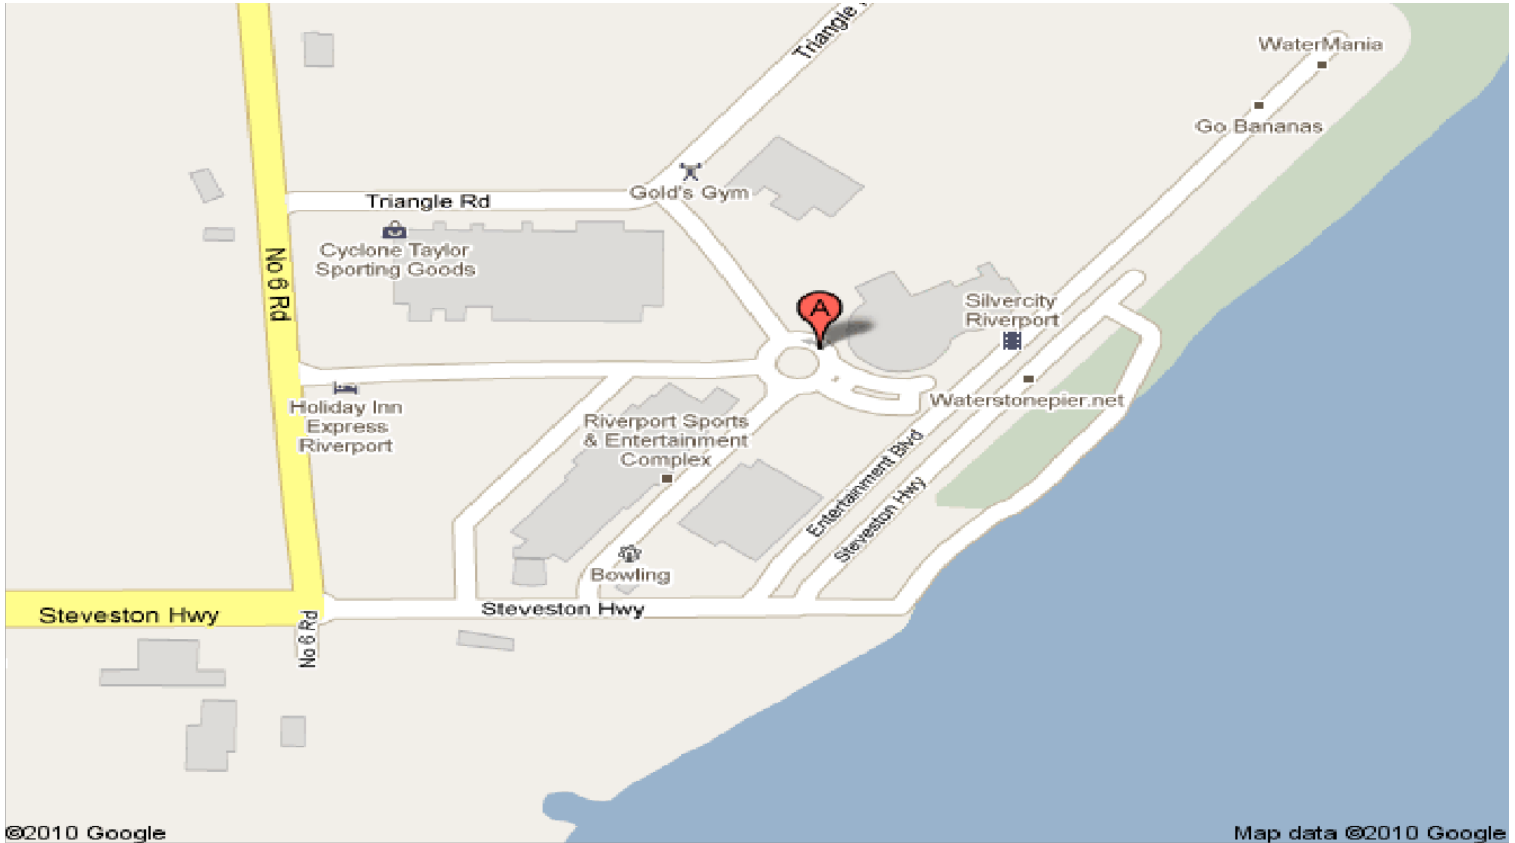 Triangle
WaterMania
Go Bananas
Gold's Gym
Triangle Rd
Cyclone Taylor
Sporting Goods
No 6 Rd
A
Silvercity
Riverport
Holiday Inn
Express
Riverport
Waterstonepier.net
Riverport Sports
& Entertainment
Complex
Entertainment Blvd
Steveston Hwy
Bowling
Steveston Hwy
Steveston Hwy
No 6 Rd
©2010 Google
Map data ©2010 Google